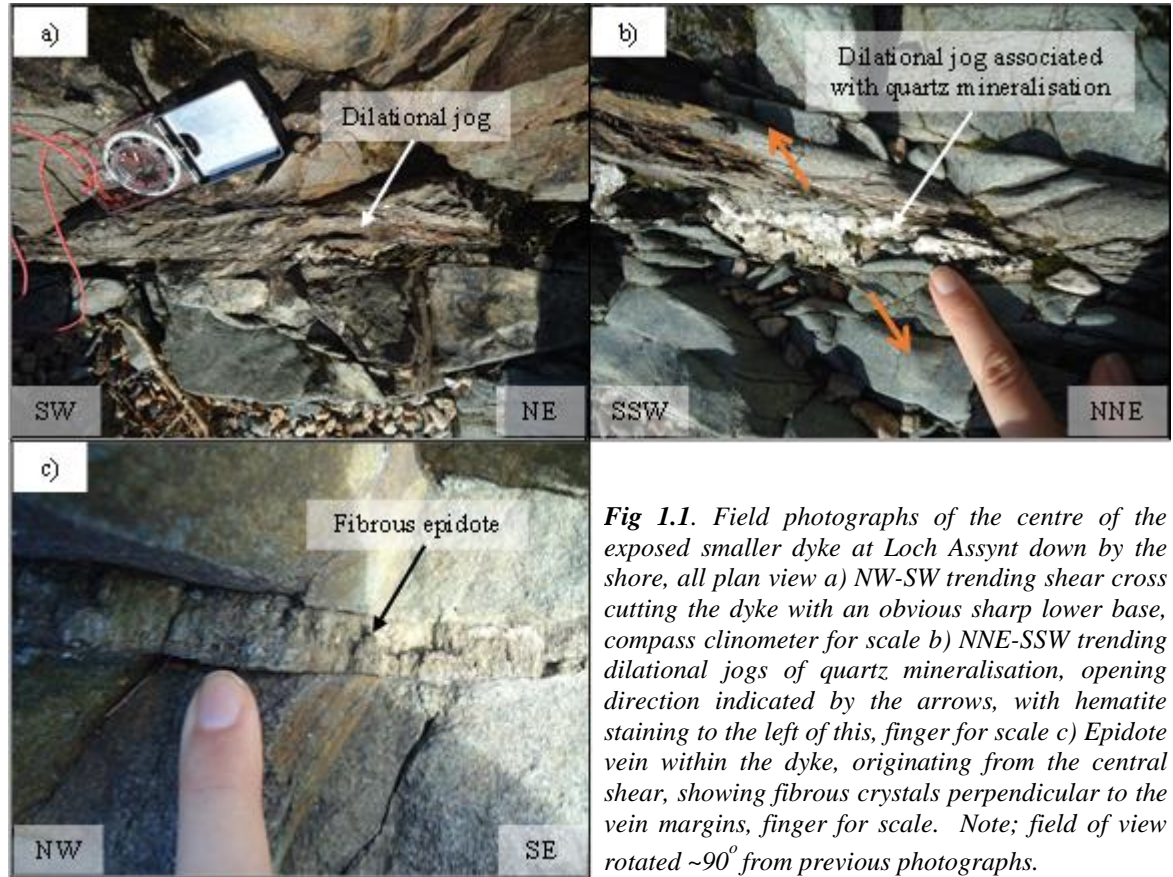 a)
Dilational jog
SW
NE
b)
Dilational jog associated
with quartz mineralisation
SSW
NNE
c)
Fibrous epidote
NW
SE
Fig 1.1. Field photographs of the centre of the
exposed smaller dyke at Loch Assynt down by the
shore, all plan view a) NW-SW trending shear cross
cutting the dyke with an obvious sharp lower base,
compass clinometer for scale b) NNE-SSW trending
dilational jogs of quartz mineralisation, opening
direction indicated by the arrows, with hematite
staining to the left of this, finger for scale c) Epidote
vein within the dyke, originating from the central
shear, showing fibrous crystals perpendicular to the
vein margins, finger for scale. Note; field of view
rotated ~90° from previous photographs.